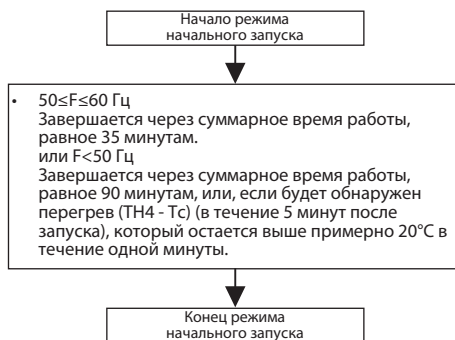 Начало режима
начального запуска
• 50≤F≤60 Гц
Завершается через суммарное время работы,
равное 35 минутам.
или F<50 Гц
Завершается через суммарное время работы,
равное 90 минутам, или, если будет обнаружен
перегрев (TH4 - Tc) (в течение 5 минут после
запуска), который остается выше примерно 20°C в
течение одной минуты.
Конец режима
начального запуска